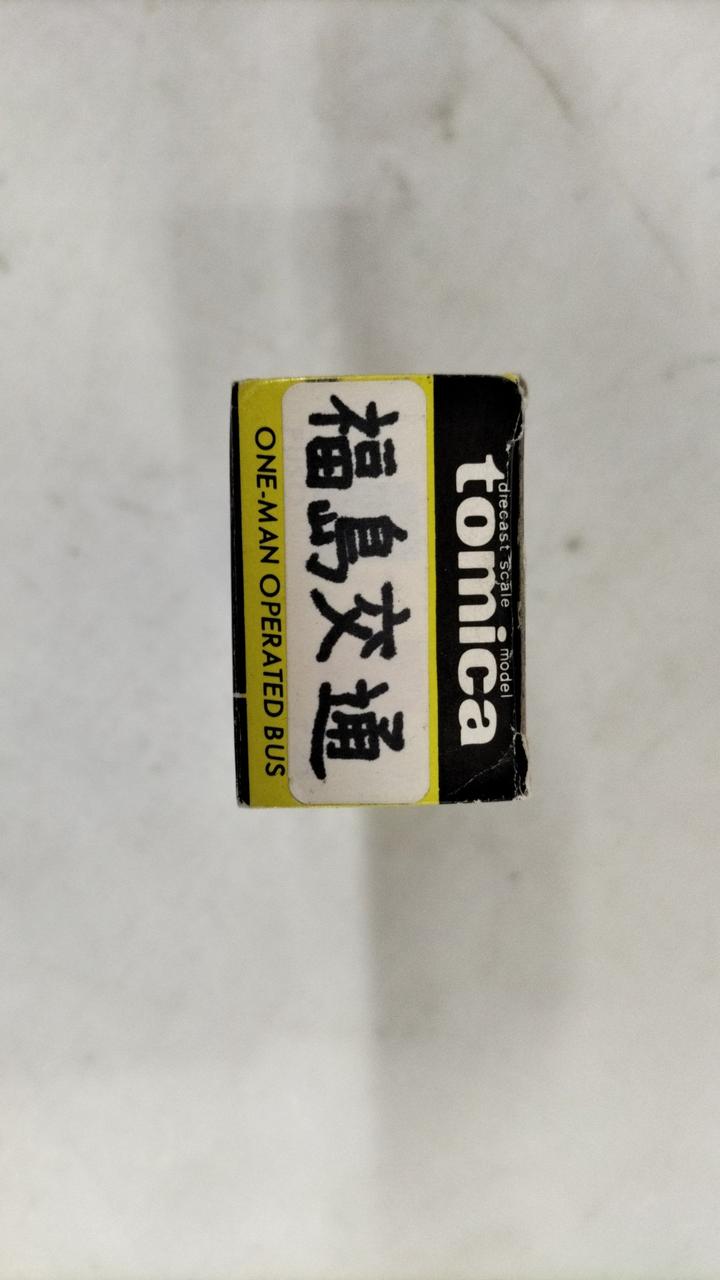 diecast scale model
tomica
福島交通
ONE-MAN OPERATED BUS